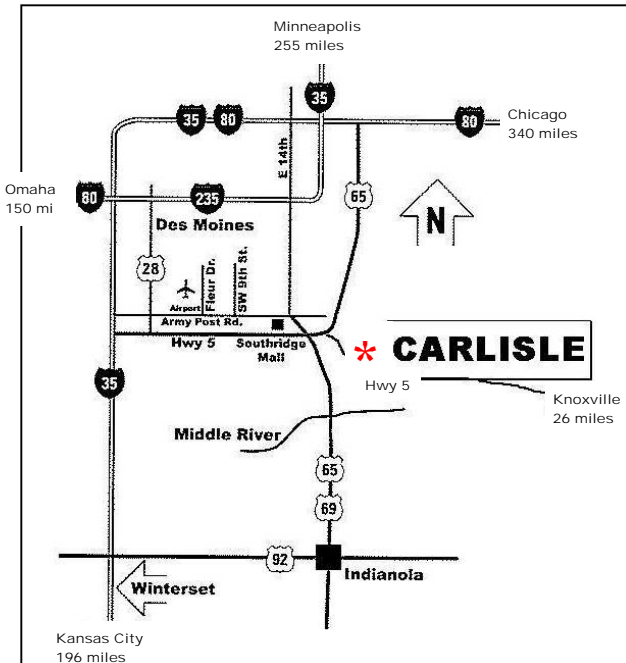 Minneapolis
255 miles
35
35 80
80
Chicago
340 miles
E 14th
Omaha
150 mi
80
235
65
N
Des Moines
28
Airport
Fleur Dr.
SW 9th St.
Army Post Rd.
Hwy 5
Southridge
Mall
* CARLISLE
Hwy 5
Knoxville
26 miles
35
Middle River
65
69
92
Indianola
Winterset
Kansas City
196 miles